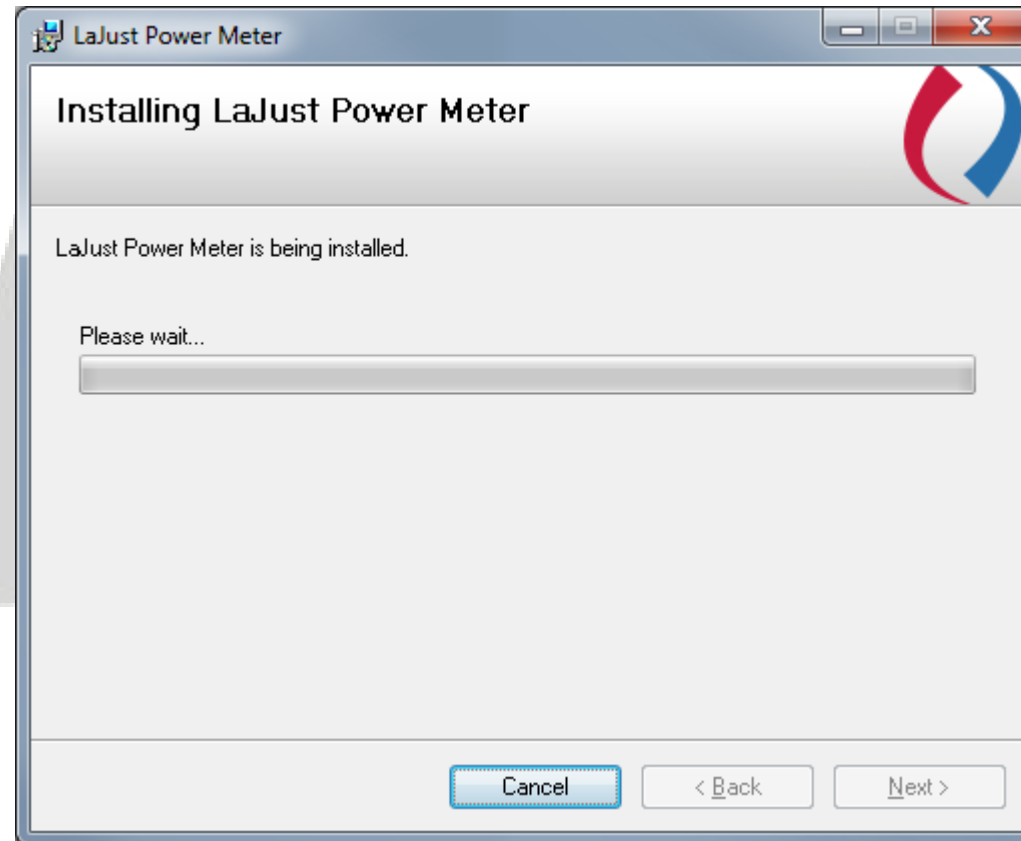 LaJust Power Meter
Installing LaJust Power Meter
LaJust Power Meter is being installed.
Please wait...
Cancel
< Back
Next >